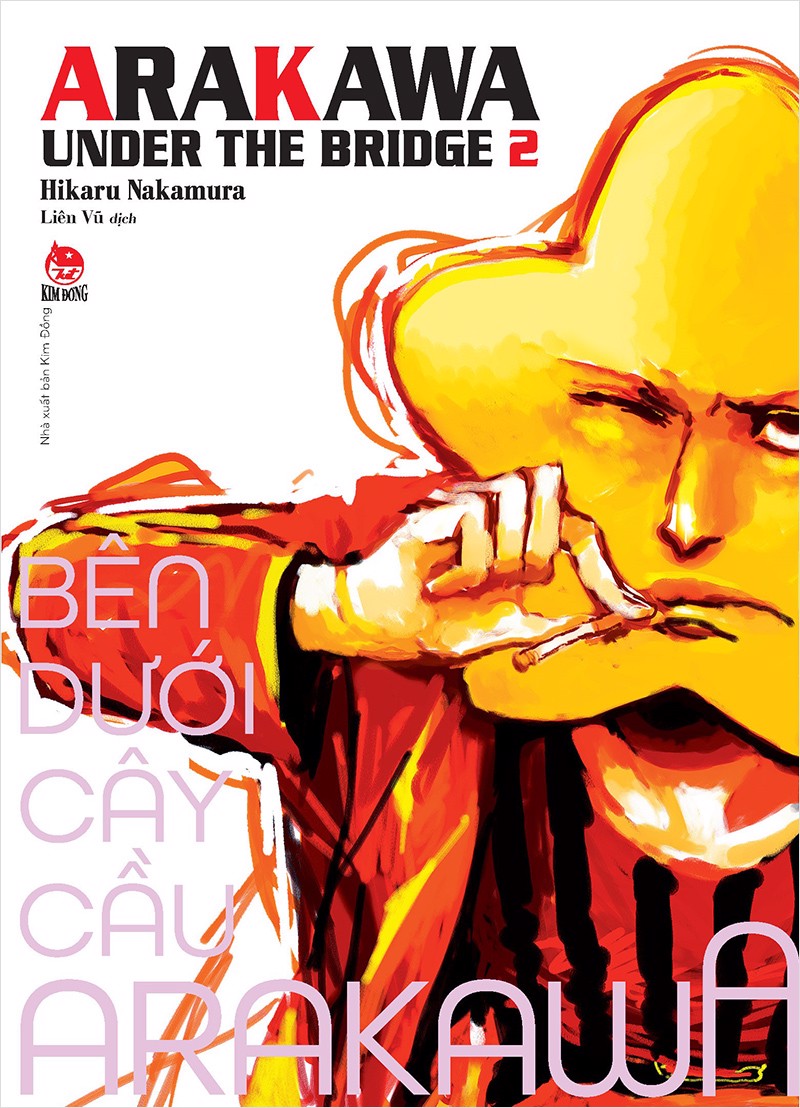 ARAKAWA
UNDER THE BRIDGE 2
Hikaru Nakamura
Liên Vũ dịch
KIM ĐỒNG
Nhà xuất bản Kim Đồng
BÊN
DƯỚI
CÂY
CẦU
ARAKAWA